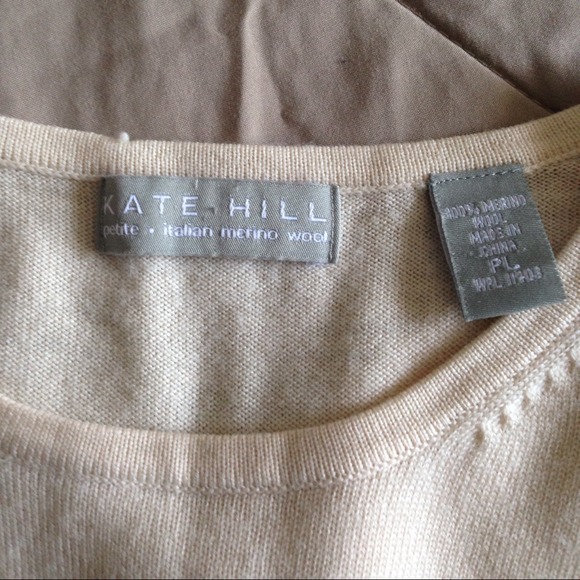 KATE HILL
petite • italian merino wool
100% MERINO
WOOL
MADE IN
CHINA
PL